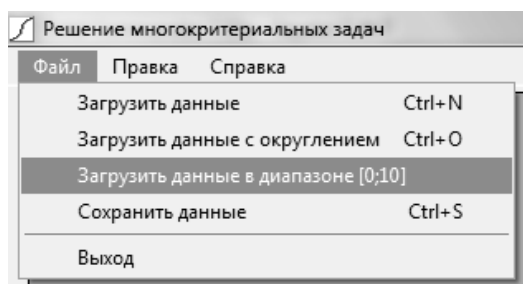 Решение многокритериальных задач
Файл Правка Справка
Загрузить данные Ctrl+N
Загрузить данные с округлением Ctrl+O
Загрузить данные в диапазоне [0;10]
Сохранить данные Ctrl+S
Выход